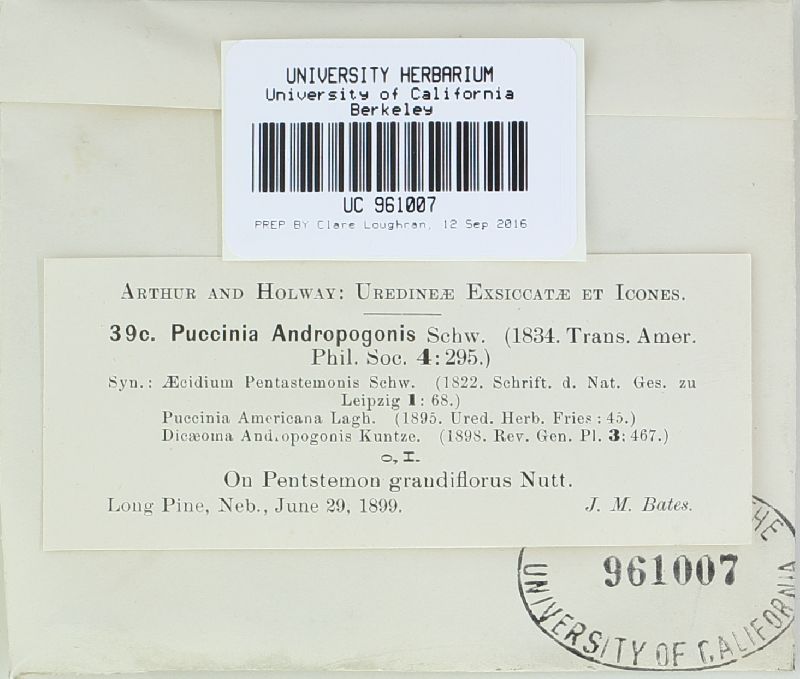 UNIVERSITY HERBARIUM
University of California
Berkeley
UC 961007
PREP BY Clare Loughran, 12 Sep 2016
ARTHUR AND HOLWAY: UREDINEÆ EXSICCATÆ ET ICONES.
39c. Puccinia Andropogonis Schw. (1834. Trans. Amer.
Phil. Soc. 4:295.)
Syn.: Æcidium Pentastemonis Schw. (1822. Schrift. d. Nat. Ges. zu
Leipzig 1: 68.)
Puccinia Americana Lagh. (1895. Ured. Herb. Fries: 45.)
Dicæoma Andropogonis Kuntze. (1898. Rev. Gen. Pl. 3:467.)
o, I.
On Pentstemon grandiflorus Nutt.
Long Pine, Neb., June 29, 1899. J. M. Bates.
THE
961007
UNIVERSITY OF CALIFORNIA